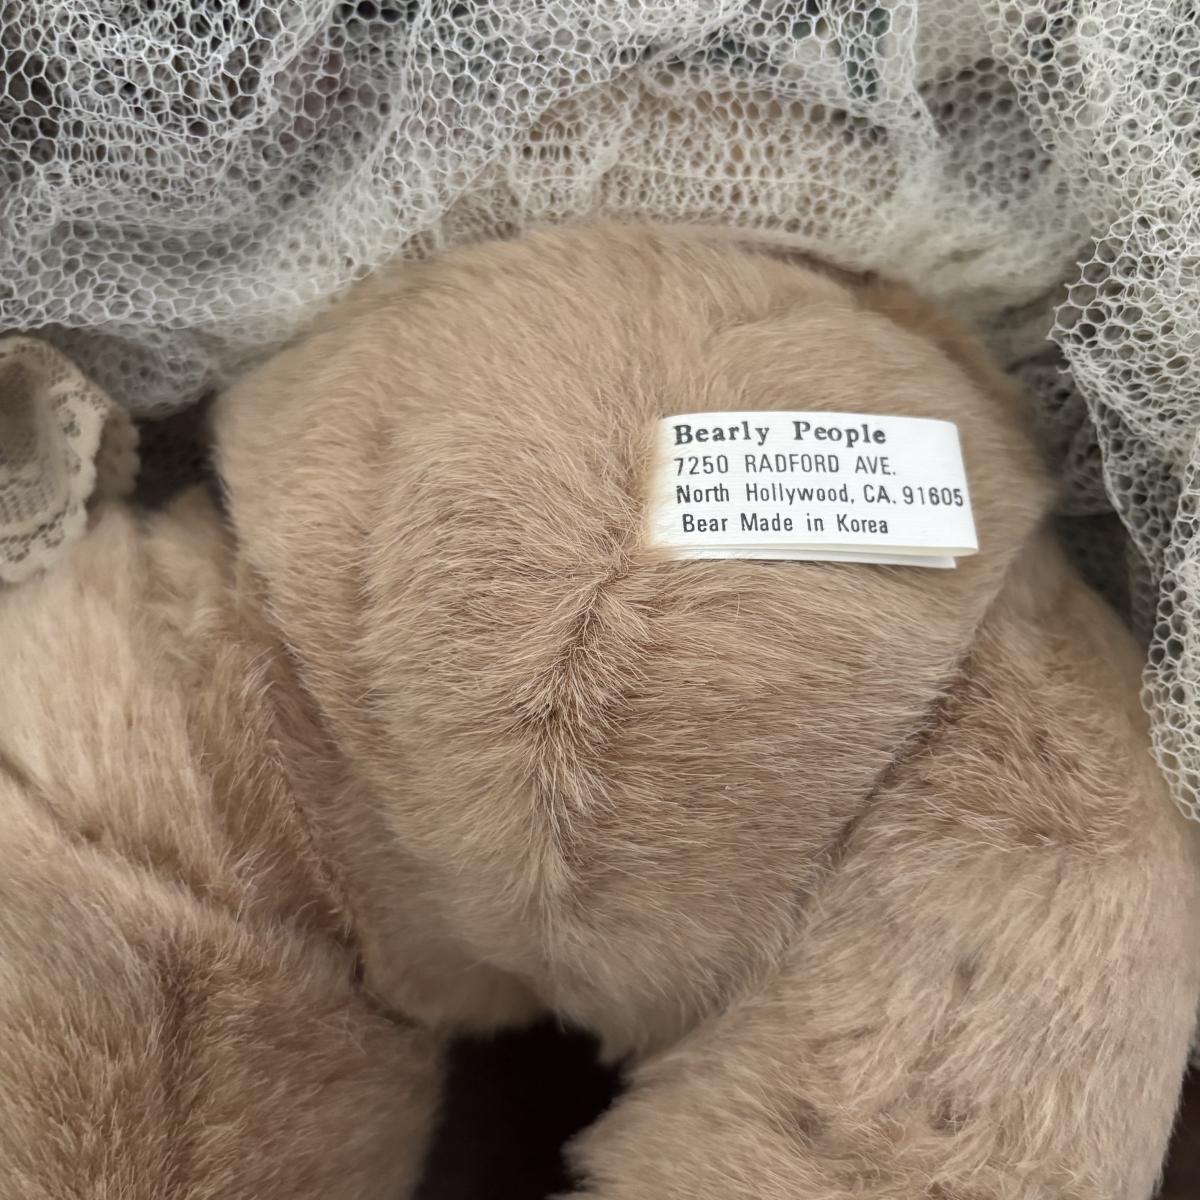 Bearly People
7250 RADFORD AVE.
North Hollywood, CA. 91605
Bear Made in Korea